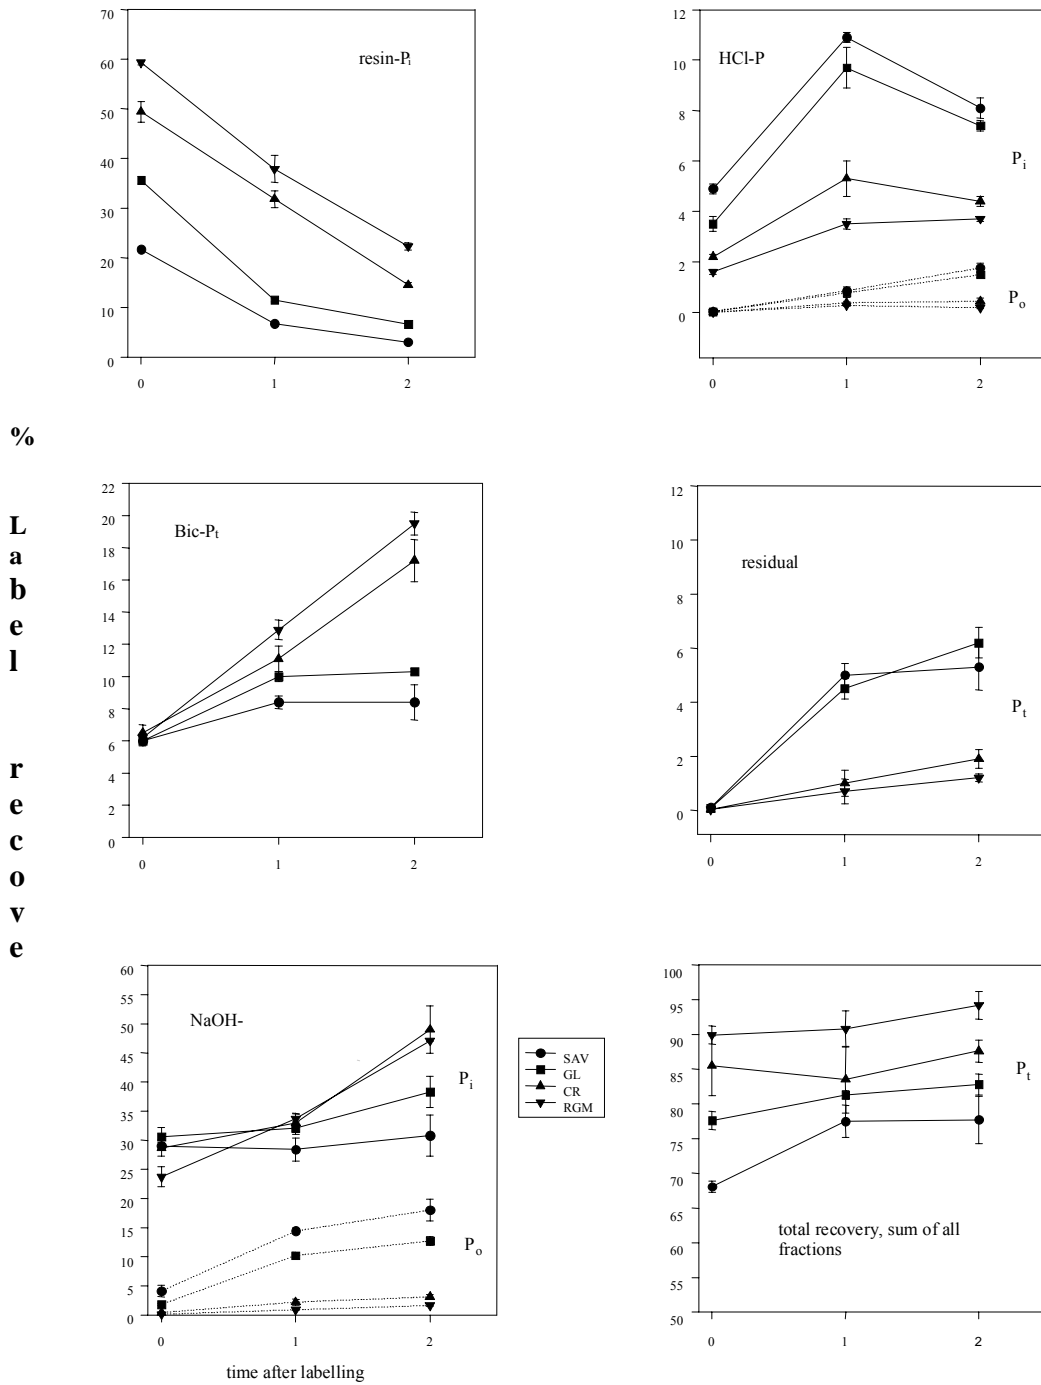 70
60
50
40
30
20
10
0
resin-Pi
0 1 2
12
10
8
6
4
2
0
HCl-P
Pi
Po
0 1 2
%
L
a
b
e
l
r
e
c
o
v
e
22
20
18
16
14
12
10
8
6
4
2
0
Bic-Pt
0 1 2
12
10
8
6
4
2
0
residual
Pt
0 1 2
60
55
50
45
40
35
30
25
20
15
10
5
0
NaOH-
Pi
Po
0 1 2
time after labelling
SAV
GL
CR
RGM
100
95
90
85
80
75
70
65
60
55
50
Pt
total recovery, sum of all
fractions
0 1 2